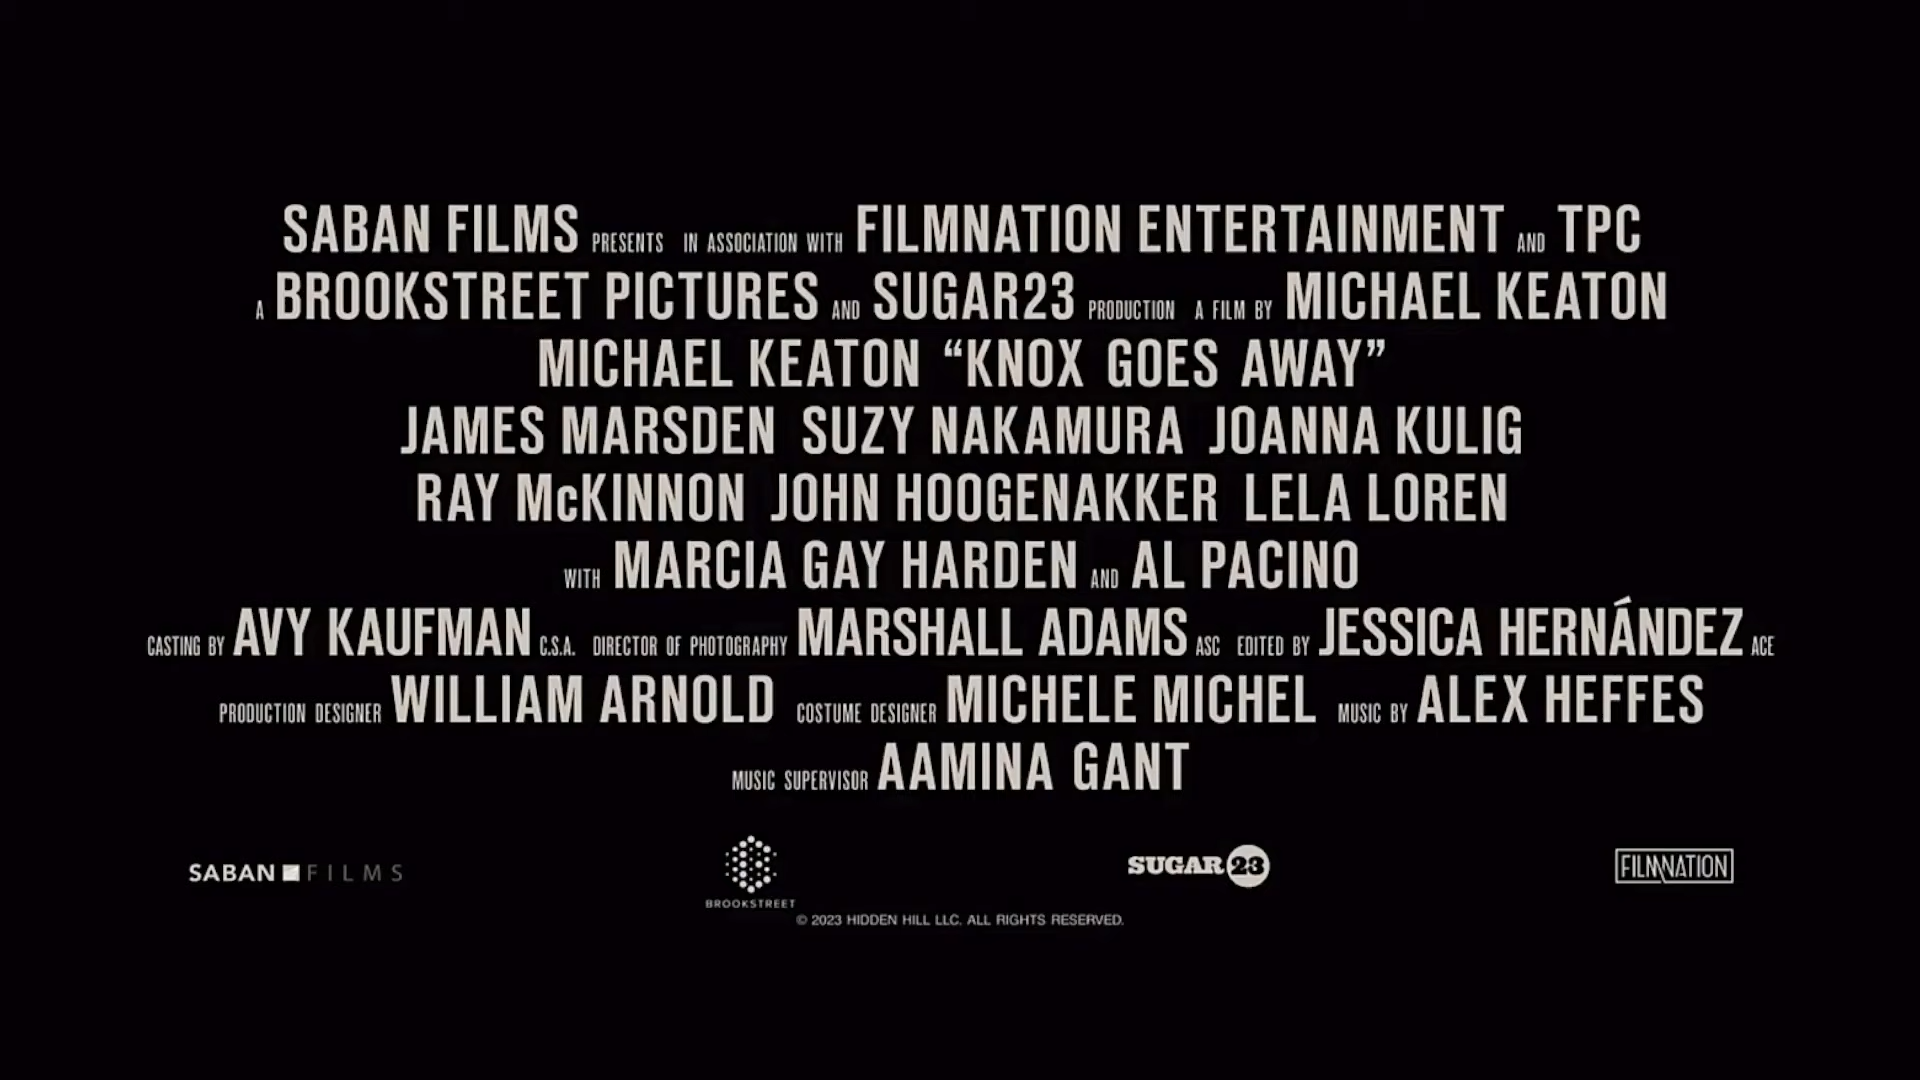 SABAN FILMS PRESENTS IN ASSOCIATION WITH FILMNATION ENTERTAINMENT AND TPC
A BROOKSTREET PICTURES AND SUGAR23 PRODUCTION A FILM BY MICHAEL KEATON
MICHAEL KEATON “KNOX GOES AWAY”
JAMES MARSDEN SUZY NAKAMURA JOANNA KULIG
RAY McKINNON JOHN HOOGENAKKER LELA LOREN
WITH MARCIA GAY HARDEN AND AL PACINO
CASTING BY AVY KAUFMAN C.S.A. DIRECTOR OF PHOTOGRAPHY MARSHALL ADAMS ASC EDITED BY JESSICA HERNÁNDEZ ACE
PRODUCTION DESIGNER WILLIAM ARNOLD COSTUME DESIGNER MICHELE MICHEL MUSIC BY ALEX HEFFES
MUSIC SUPERVISOR AAMINA GANT
SABAN FILMS
BROOKSTREET
SUGAR 23
FILMNATION
© 2023 HIDDEN HILL LLC. ALL RIGHTS RESERVED.